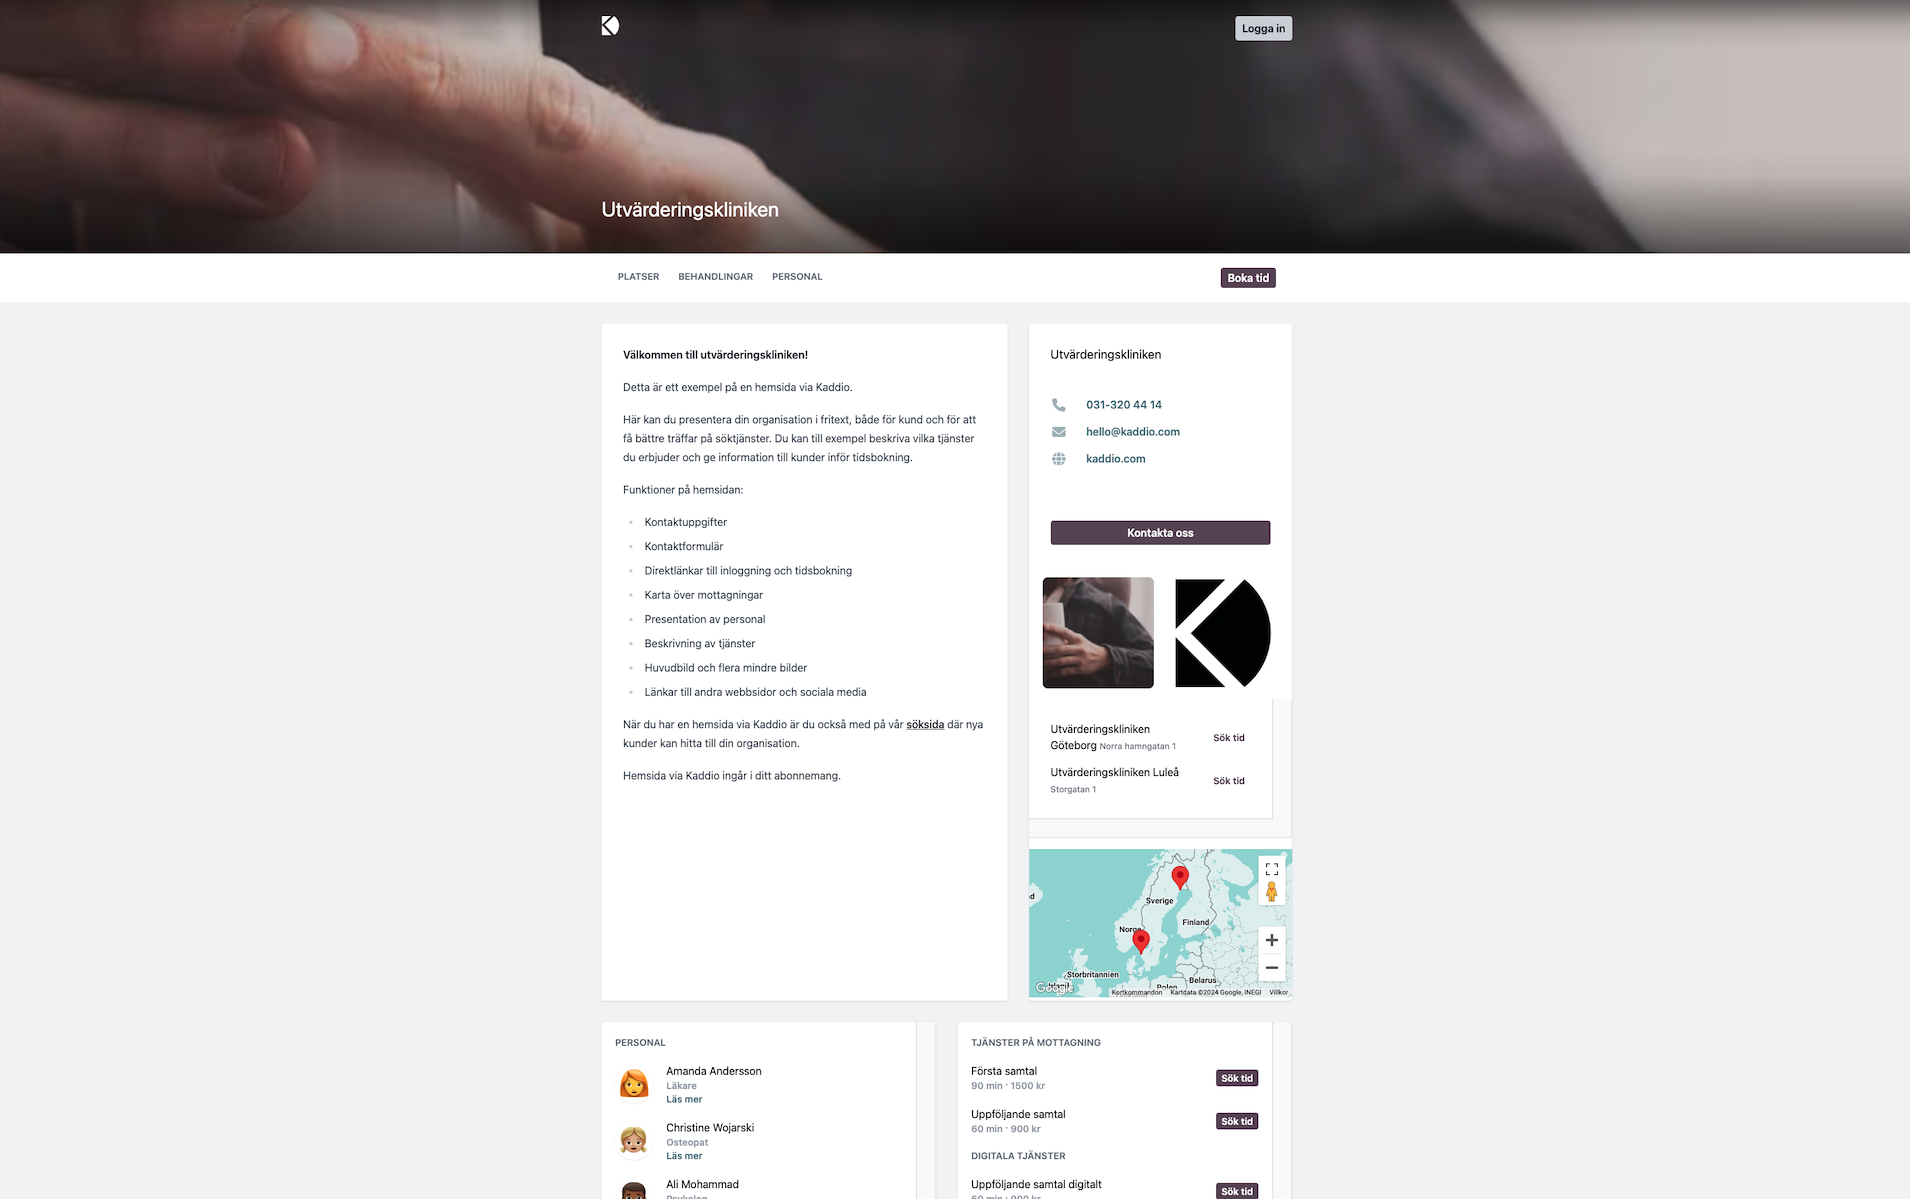 Logga in
Utvärderingskliniken
PLATSER BEHANDLINGAR PERSONAL
Boka tid
Välkommen till utvärderingskliniken!
Detta är ett exempel på en hemsida via Kaddio.
Här kan du presentera din organisation i fritext, både för kund och för att
få bättre träffar på söktjänster. Du kan till exempel beskriva vilka tjänster
du erbjuder och ge information till kunder inför tidsbokning.
Funktioner på hemsidan:
Kontaktuppgifter
Kontaktformulär
Direktlänkar till inloggning och tidsbokning
Karta över mottagningar
Presentation av personal
Beskrivning av tjänster
Huvudbild och flera mindre bilder
Länkar till andra webbsidor och sociala media
När du har en hemsida via Kaddio är du också med på vår söksida där nya
kunder kan hitta till din organisation.
Hemsida via Kaddio ingår i ditt abonnemang.
Utvärderingskliniken
031-320 44 14
hello@kaddio.com
kaddio.com
Kontakta oss
Utvärderingskliniken
Göteborg Norra hamngatan 1
Sök tid
Utvärderingskliniken Luleå
Storgatan 1
Sök tid
Sverige
Finland
Norge
Storbritannien
Belarus
Polen
Google
Kortkommandon Kartdata ©2024 Google, INEGI Villkor
PERSONAL
Amanda Andersson
Läkare
Läs mer
Christine Wojarski
Osteopat
Läs mer
Ali Mohammad
Psykolog
TJÄNSTER PÅ MOTTAGNING
Första samtal
90 min · 1500 kr
Sök tid
Uppföljande samtal
60 min · 900 kr
Sök tid
DIGITALA TJÄNSTER
Uppföljande samtal digitalt
60 min · 900 kr
Sök tid